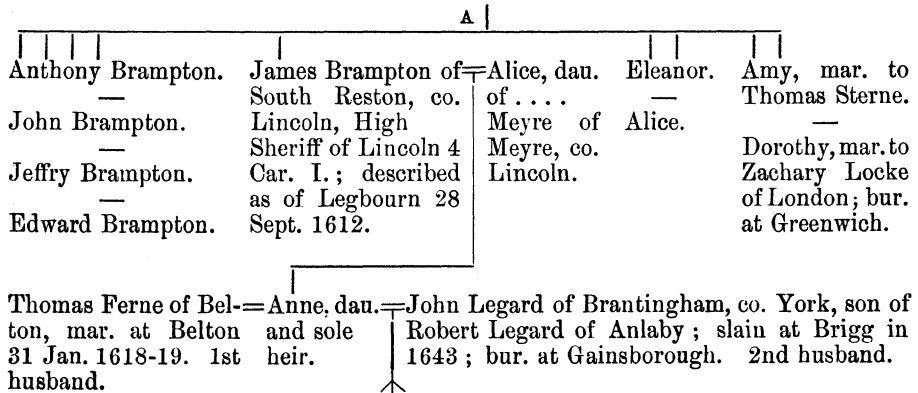 A
Anthony Brampton.
—
John Brampton.
—
Jeffry Brampton.
—
Edward Brampton.
James Brampton of
South Reston, co.
Lincoln, High
Sheriff of Lincoln 4
Car. I.; described
as of Legbourn 28
Sept. 1612.
=Alice, dau.
of . . . .
Meyre of
Meyre, co.
Lincoln.
Eleanor.
—
Alice.
Amy, mar. to
Thomas Sterne.
—
Dorothy, mar. to
Zachary Locke
of London; bur.
at Greenwich.
Thomas Ferne of Bel-
ton, mar. at Belton
31 Jan. 1618-19. 1st
husband.
=Anne, dau.
and sole
heir.
=John Legard of Brantingham, co. York, son of
Robert Legard of Anlaby; slain at Brigg in
1643; bur. at Gainsborough. 2nd husband.